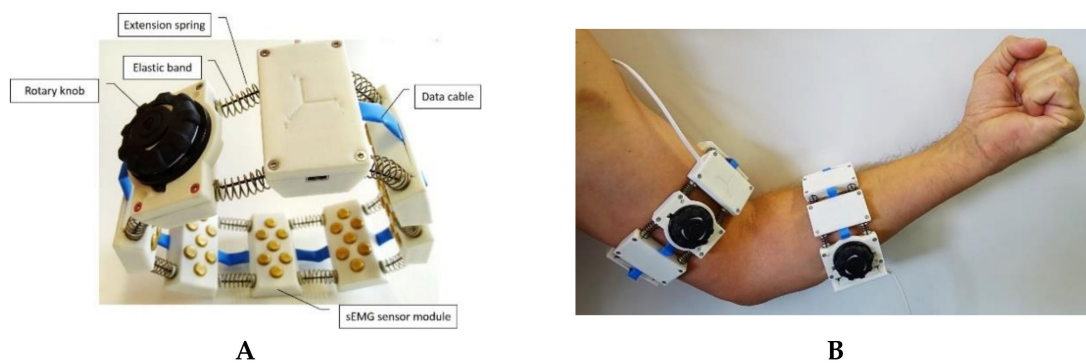 Extension spring
Elastic band
Rotary knob
Data cable
sEMG sensor module
A
B